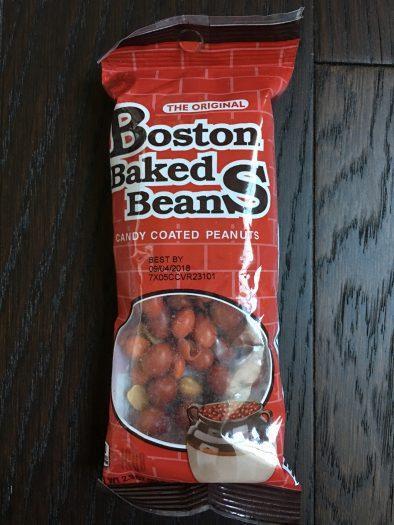 THE ORIGINAL
Boston
Baked
BeanS
CANDY COATED PEANUTS
BEST BY
09/04/2018
7X05CCVR23101